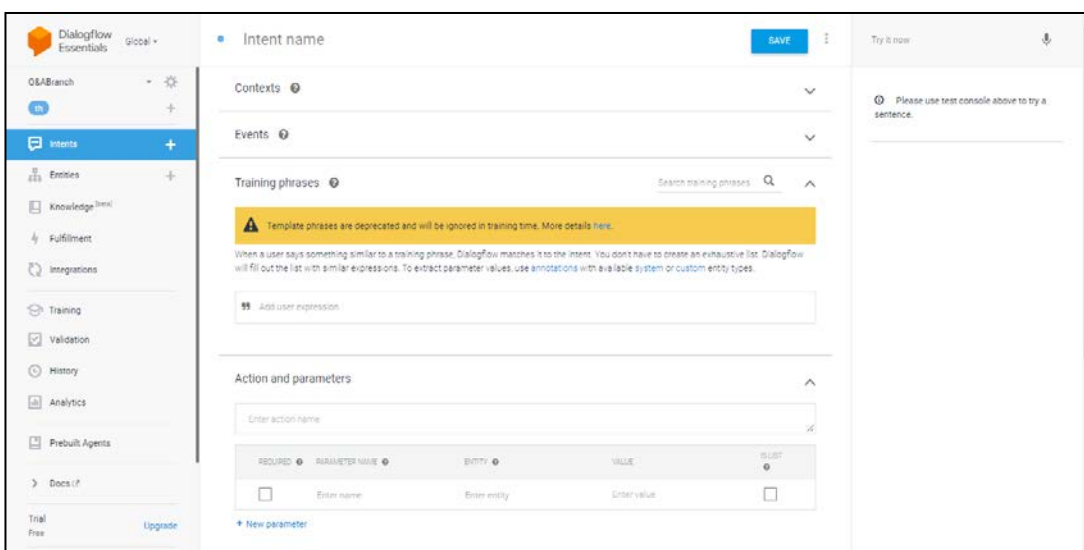 Dialogflow
Essentials
Global
Q&ABranch
th
Intents
Entities
Knowledge [beta]
Fulfillment
Integrations
Training
Validation
History
Analytics
Prebuilt Agents
Docs
Trial
Free
Upgrade
Intent name
SAVE
Contexts
Events
Training phrases
Search training phrases
Template phrases are deprecated and will be ignored in training time. More details here.
When a user says something similar to a training phrase, Dialogflow matches it to the intent. You don't have to create an exhaustive list. Dialogflow
will fill out the list with similar expressions. To extract parameter values, use annotations with available system or custom entity types.
Add user expression
Action and parameters
Enter action name
REQUIRED PARAMETER NAME ENTITY VALUE IS LIST
Enter name Enter entity Enter value
+ New parameter
Try it now
Please use test console above to try a
sentence.